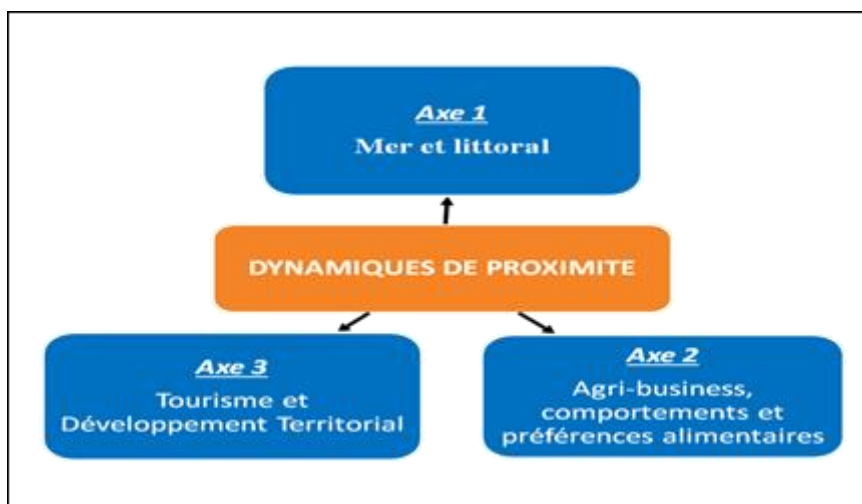 Axe 1
Mer et littoral
DYNAMIQUES DE PROXIMITE
Axe 3
Tourisme et
Développement Territorial
Axe 2
Agri-business,
comportements et
préférences alimentaires